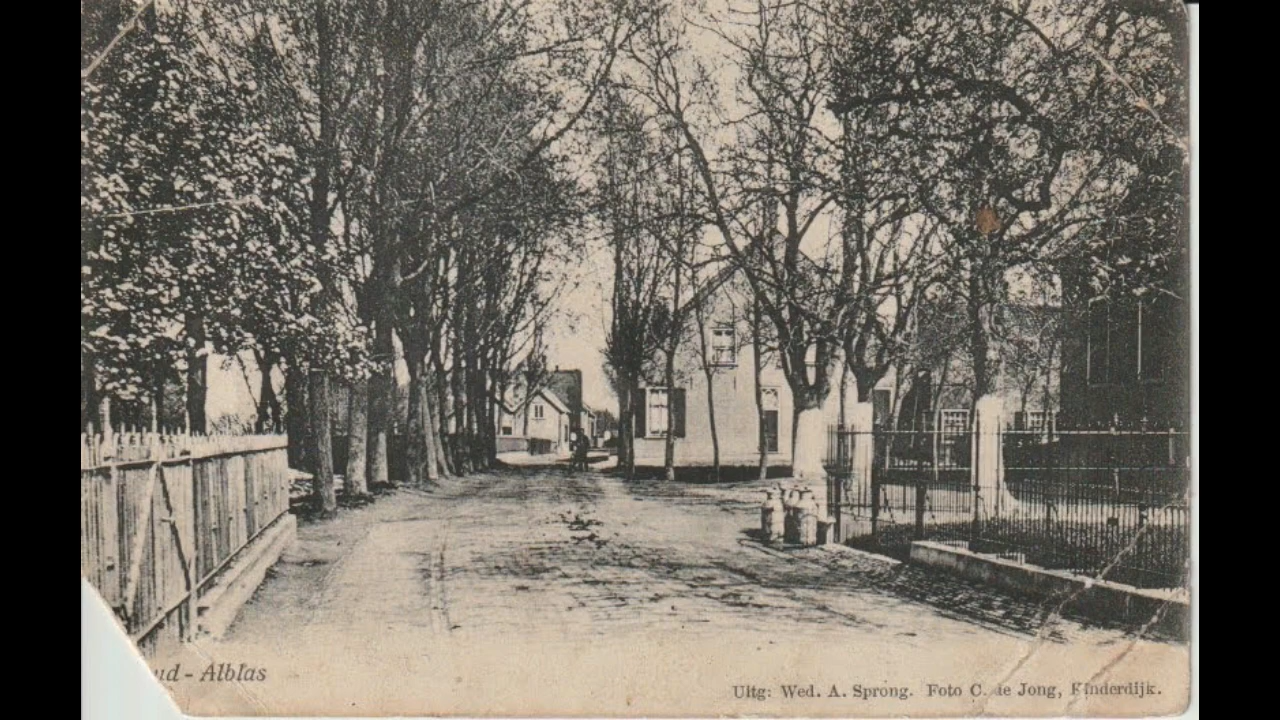 ud - Alblas
Uitg: Wed. A. Sprong. Foto C. de Jong, Kinderdijk.